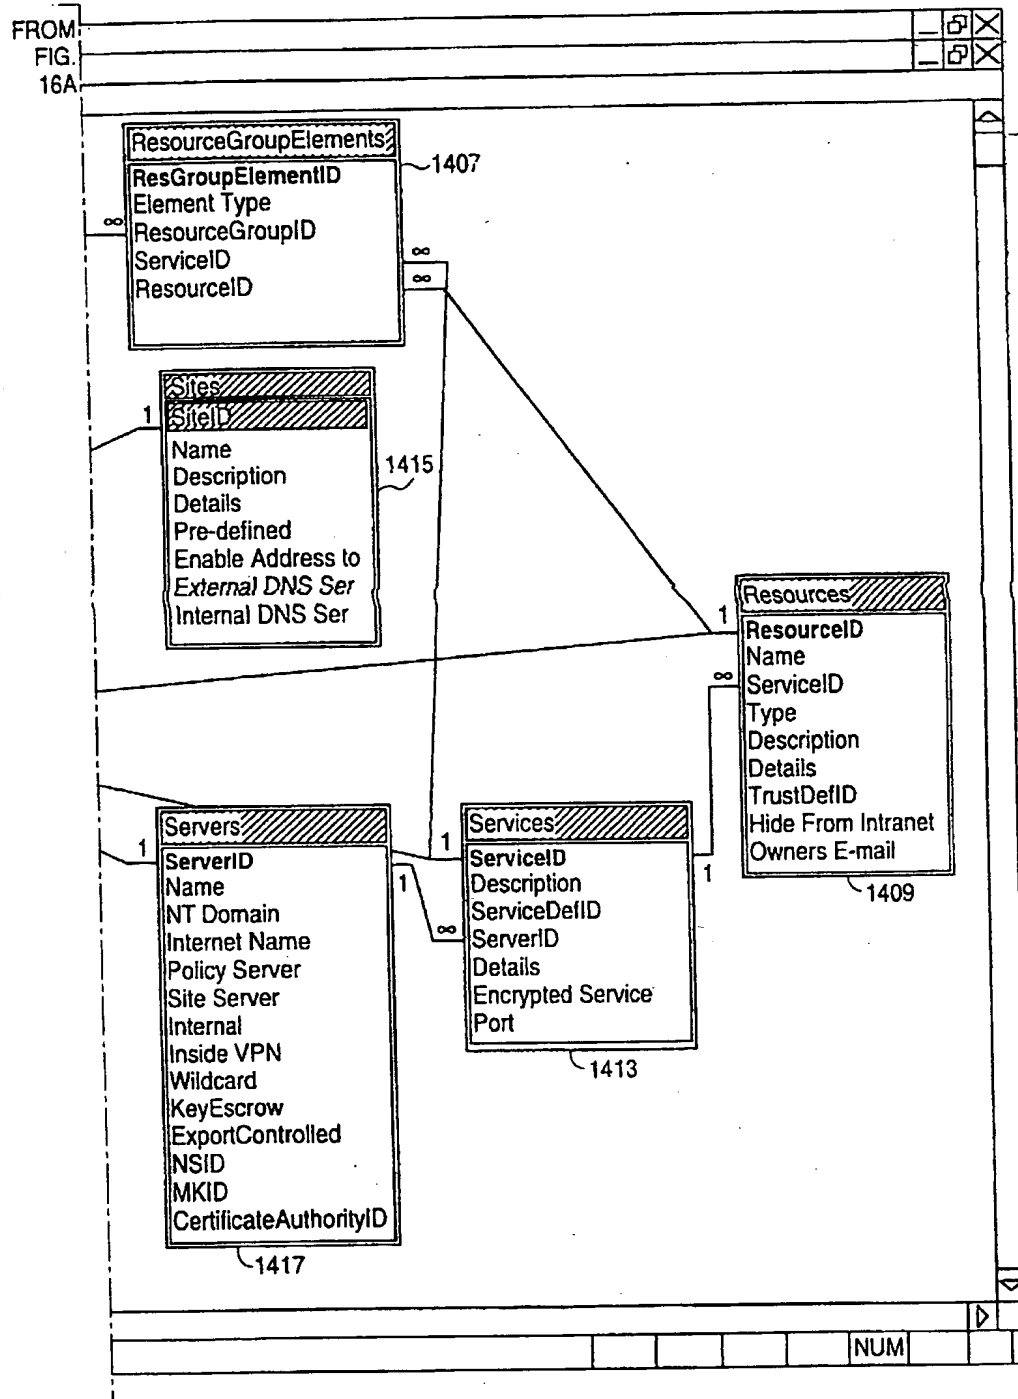 FROM
FIG.
16A
ResourceGroupElements
ResGroupElementID
Element Type
ResourceGroupID
ServiceID
ResourceID
1407
∞
∞
∞
Sites
SiteID
Name
Description
Details
Pre-defined
Enable Address to
External DNS Ser
Internal DNS Ser
1
1415
Resources
ResourceID
Name
ServiceID
Type
Description
Details
TrustDefID
Hide From Intranet
Owners E-mail
1
∞
1409
Servers
ServerID
Name
NT Domain
Internet Name
Policy Server
Site Server
Internal
Inside VPN
Wildcard
KeyEscrow
ExportControlled
NSID
MKID
CertificateAuthorityID
1
1
1417
Services
ServiceID
Description
ServiceDefID
ServerID
Details
Encrypted Service
Port
1
∞
1
1413
NUM